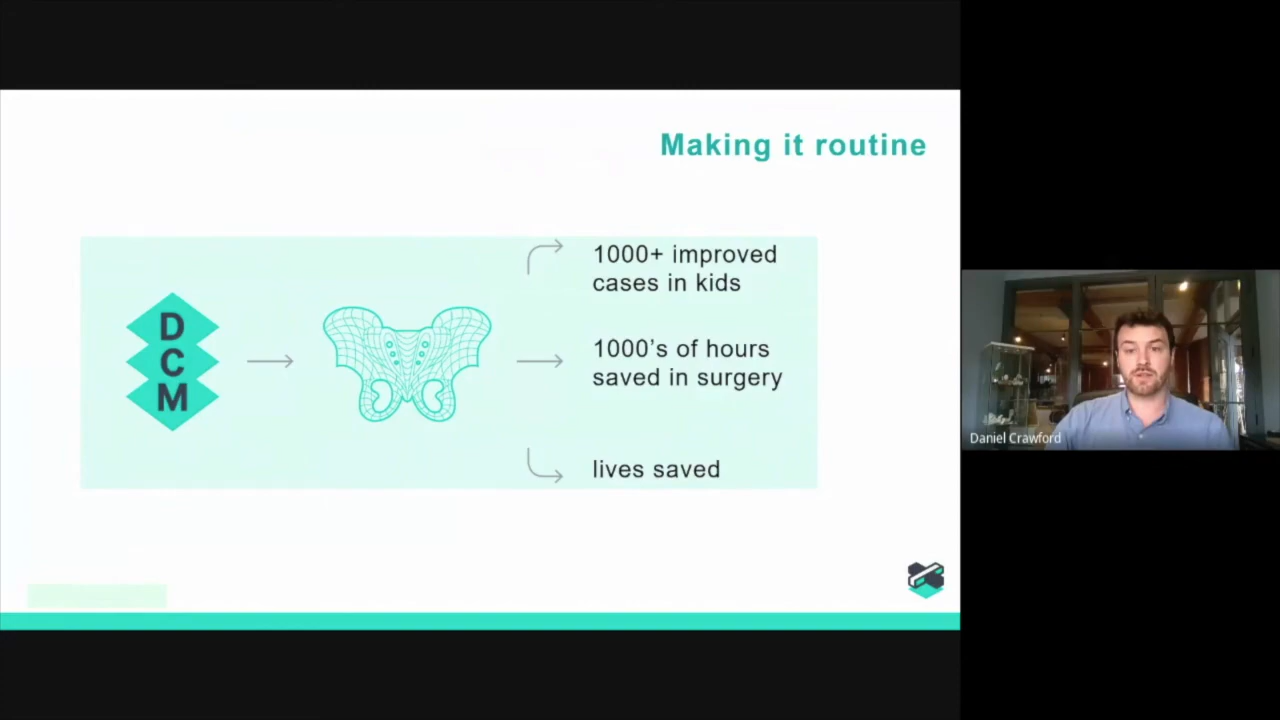 Making it routine
D
C
M
1000+ improved
cases in kids
1000's of hours
saved in surgery
lives saved
Daniel Crawford